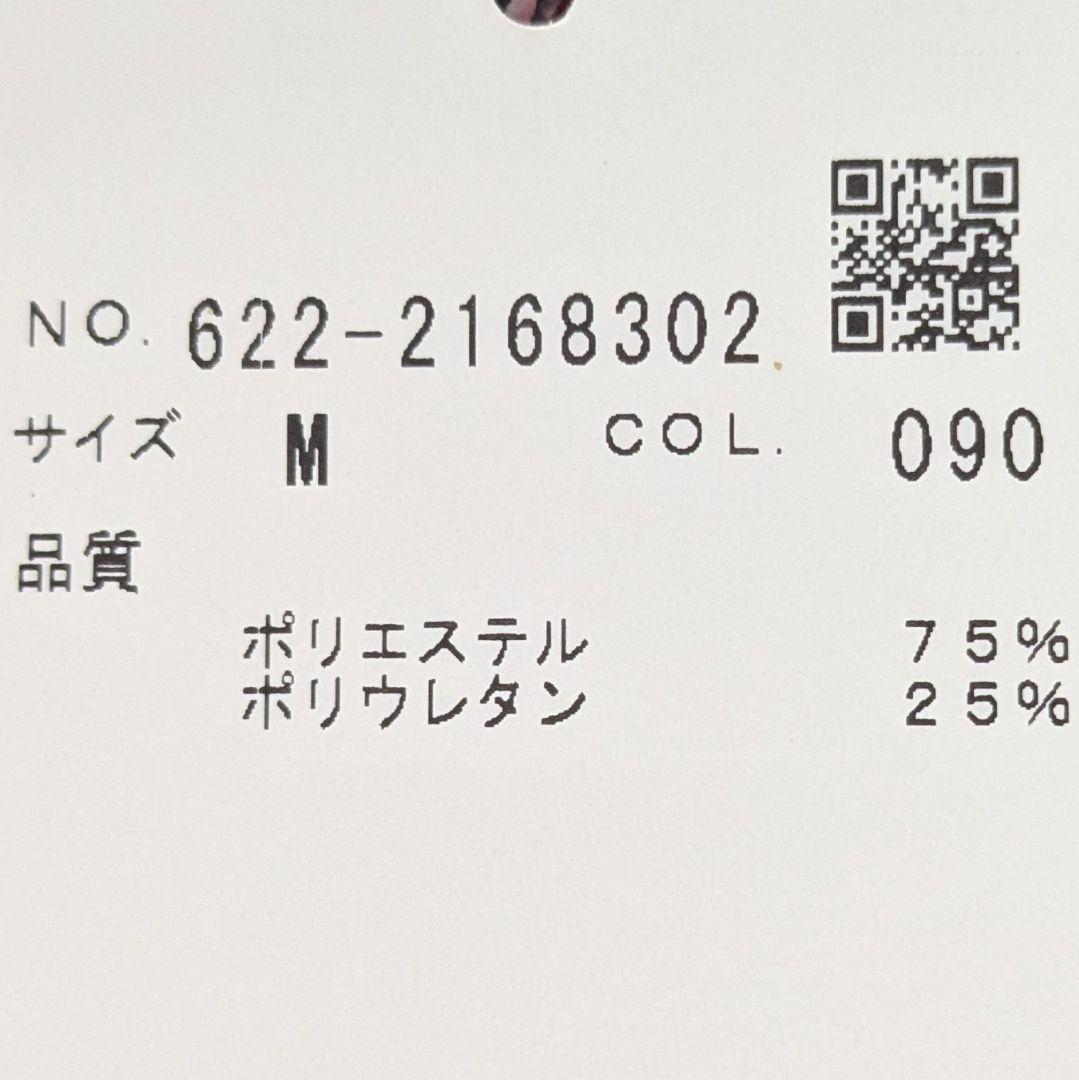 NO. 622-2168302
サイズ M COL. 090
品質
ポリエステル 75%
ポリウレタン 25%